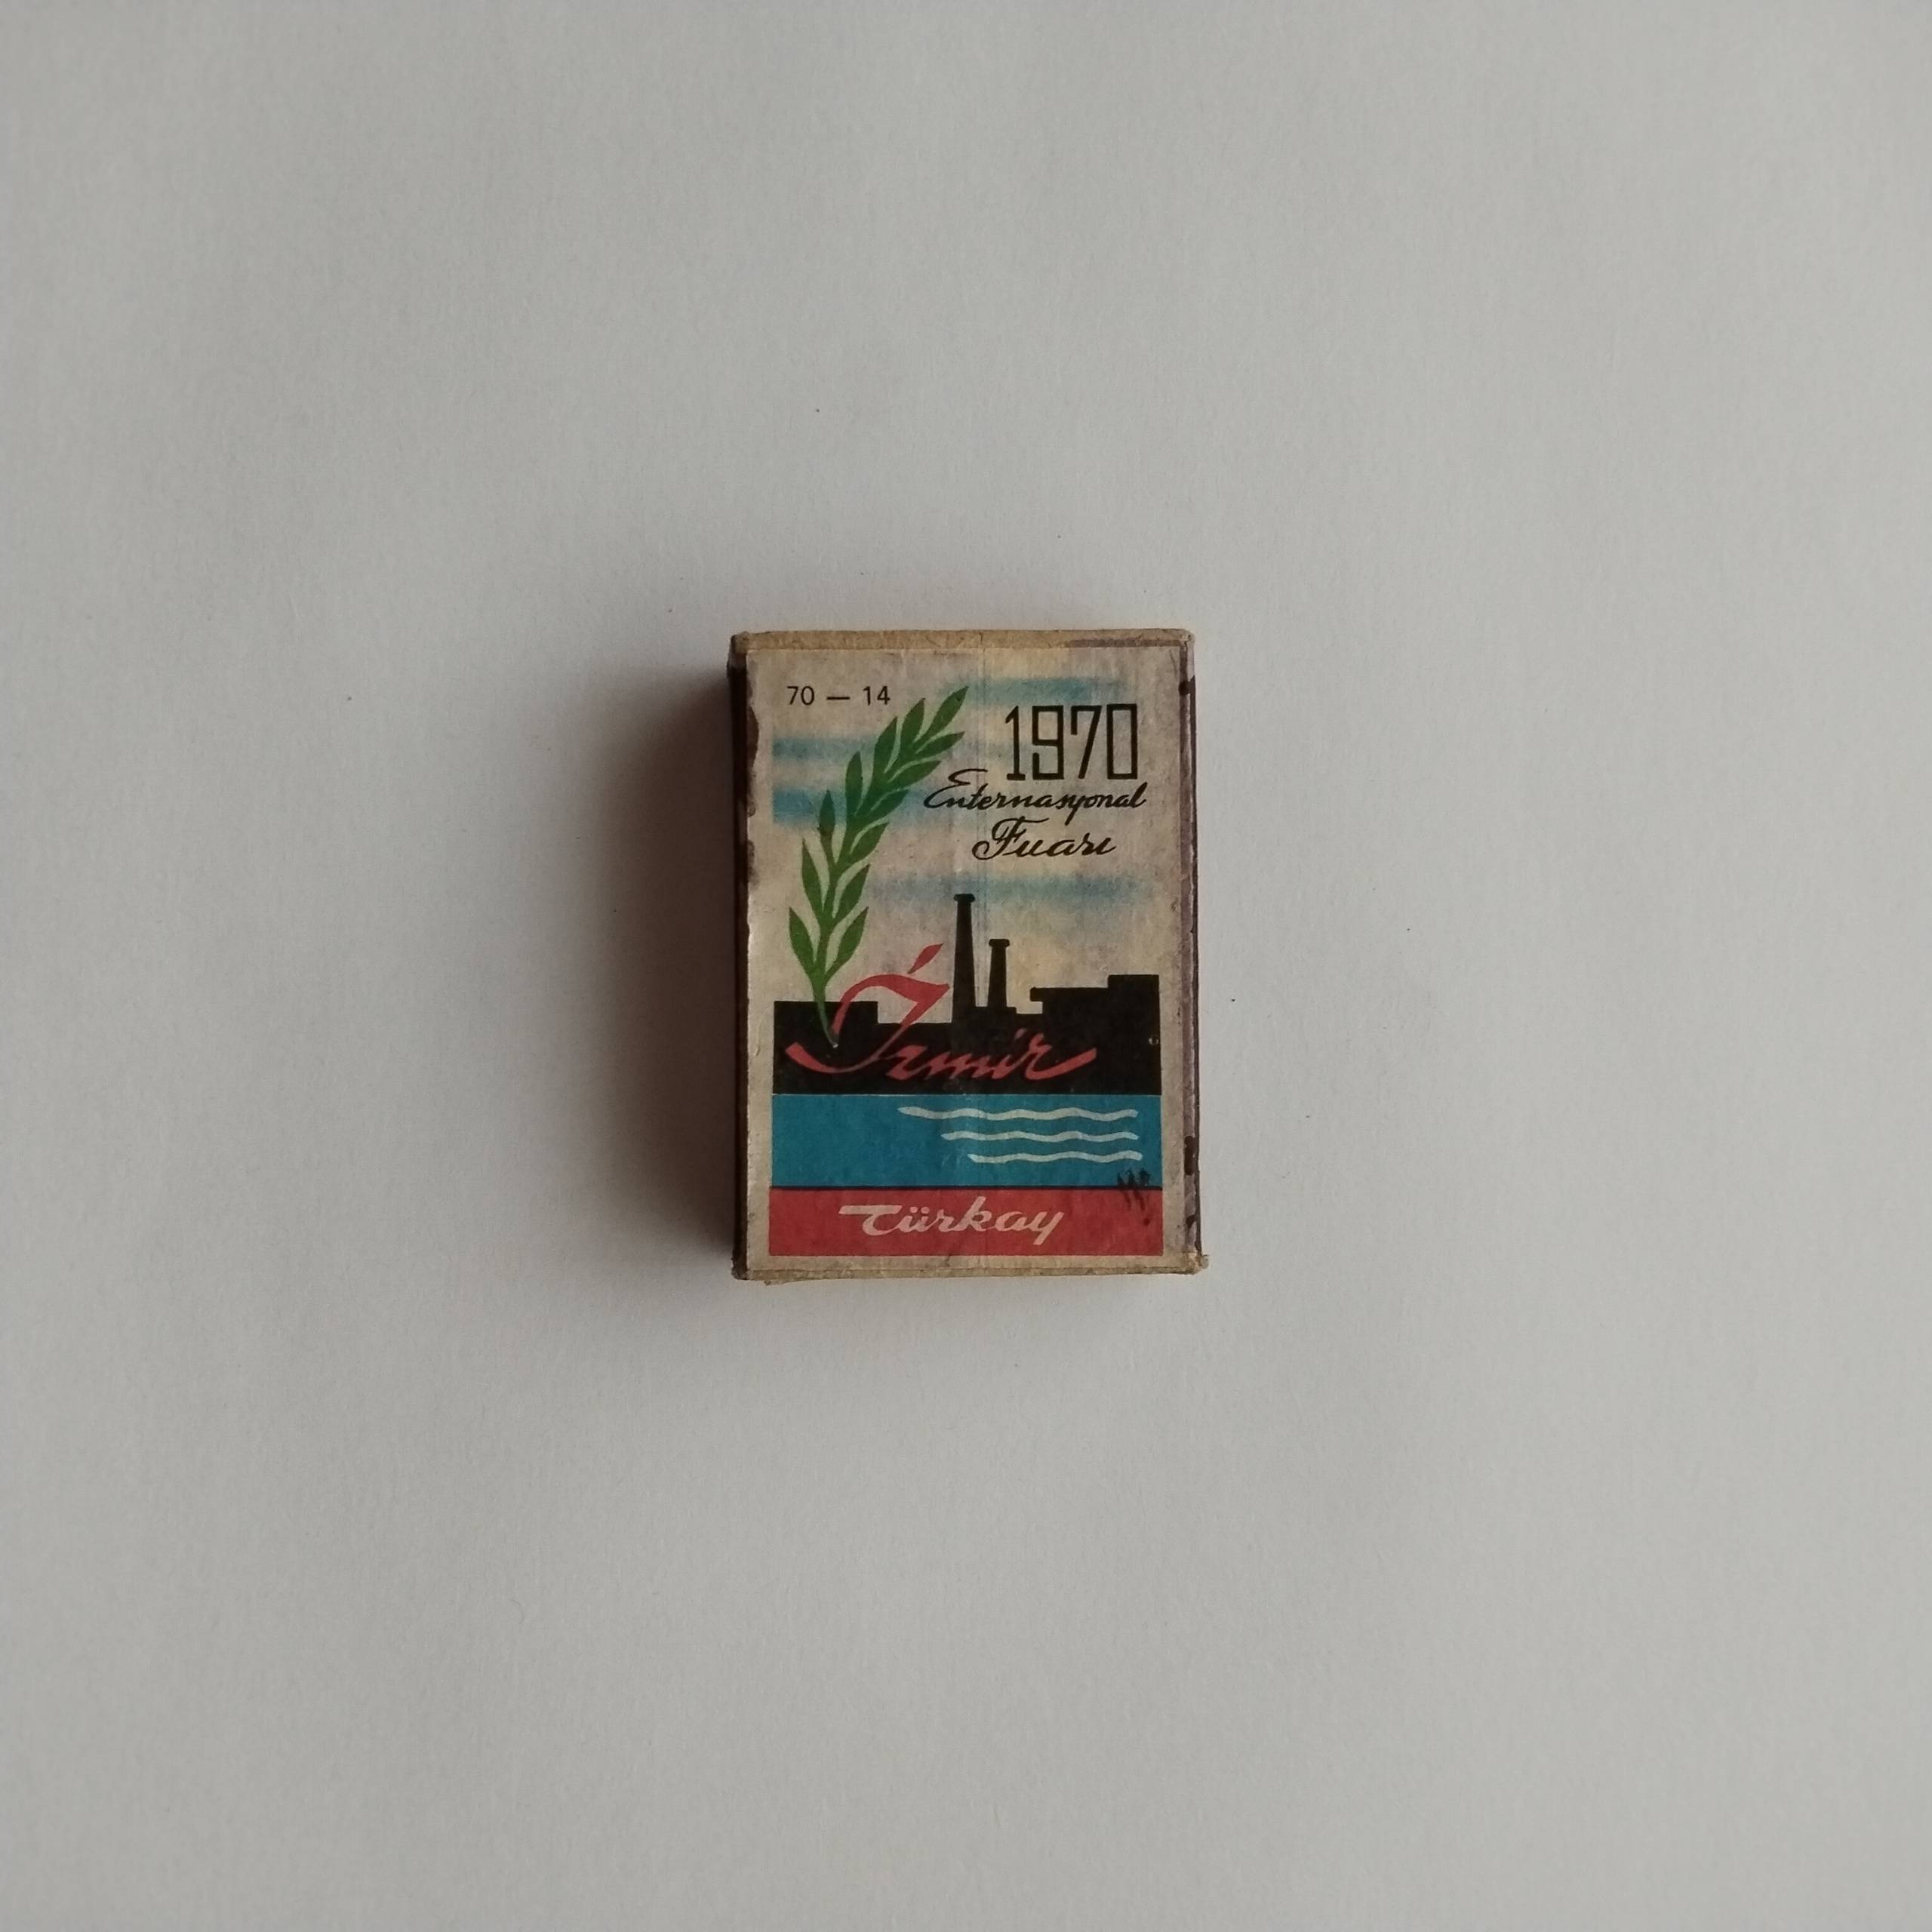 70 — 14
1970
Enternasyonal
Fuarı
İzmir
Türkay